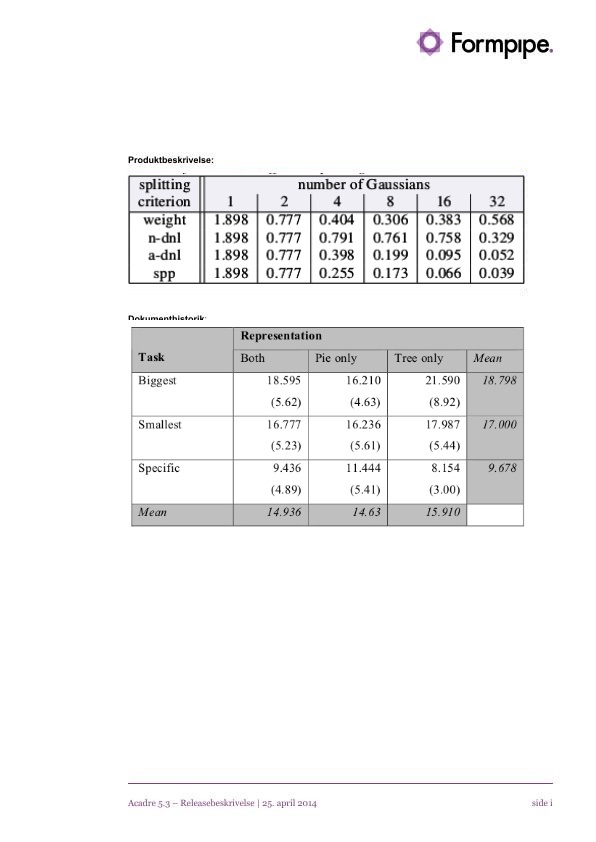 Formpipe.
Produktbeskrivelse:
splitting number of Gaussians
criterion 1 2 4 8 16 32
weight 1.898 0.777 0.404 0.306 0.383 0.568
n-dnl 1.898 0.777 0.791 0.761 0.758 0.329
a-dnl 1.898 0.777 0.398 0.199 0.095 0.052
spp 1.898 0.777 0.255 0.173 0.066 0.039
Dokumenthistorik:
Representation
Task Both Pie only Tree only Mean
Biggest 18.595 16.210 21.590 18.798
(5.62) (4.63) (8.92)
Smallest 16.777 16.236 17.987 17.000
(5.23) (5.61) (5.44)
Specific 9.436 11.444 8.154 9.678
(4.89) (5.41) (3.00)
Mean 14.936 14.63 15.910
Acadre 5.3 – Releasebeskrivelse | 25. april 2014 side i